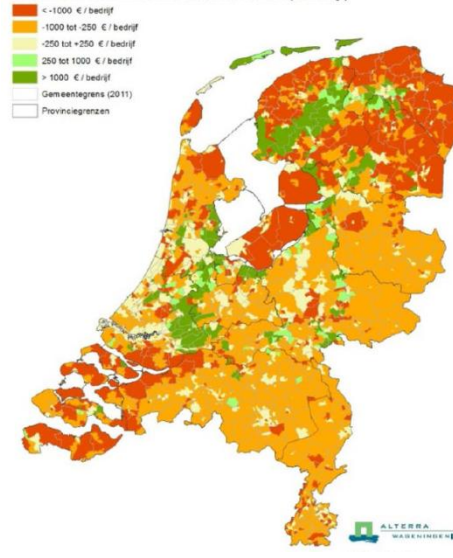 < -1000 € / bedrijf
-1000 tot -250 € / bedrijf
-250 tot +250 € / bedrijf
250 tot 1000 € / bedrijf
> 1000 € / bedrijf
Gemeentegrens (2011)
Provinciegrenzen
ALTERRA
WAGENINGEN